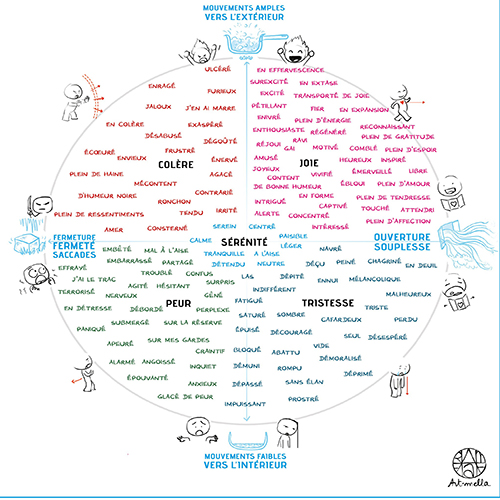 MOUVEMENTS AMPLES
VERS L'EXTÉRIEUR
ULCÉRÉ
EN EFFERVESCENCE
ENRAGÉ
FURIEUX
SUREXCITÉ
EN EXTASE
EXCITÉ
TRANSPORTÉ DE JOIE
JALOUX
J'EN AI MARRE
PÉTILLANT
FIER
EN EXPANSION
EN COLÈRE
EXASPÉRÉ
ENIVRÉ
PLEIN D'ÉNERGIE
RECONNAISSANT
DÉSABUSÉ
DÉGOÛTÉ
ENTHOUSIASTE
RÉGÉNÉRÉ
PLEIN DE GRATITUDE
ÉCŒURÉ
FRUSTRÉ
RÉJOUI
RAVI
GAI
MOTIVÉ
COMBLÉ
PLEIN D'ESPOIR
ENVIEUX
COLÈRE
ÉNERVÉ
AMUSÉ
JOIE
HEUREUX
INSPIRÉ
PLEIN DE HAINE
AGACÉ
JOYEUX
CONTENT
VIVIFIÉ
ÉMERVEILLÉ
LIBRE
MÉCONTENT
DE BONNE HUMEUR
ÉBLOUI
PLEIN D'AMOUR
D'HUMEUR NOIRE
CONTRARIÉ
INTRIGUÉ
EN FORME
PLEIN DE TENDRESSE
RONCHON
CAPTIVÉ
TOUCHÉ
ATTENDRI
PLEIN DE RESSENTIMENTS
TENDU
IRRITÉ
ALERTE
CONCENTRÉ
PLEIN D'AFFECTION
AMER
CONSTERNÉ
SEREIN
CENTRÉ
INTÉRESSÉ
FERMETURE
FERMETÉ
SACCADES
CALME
SÉRÉNITÉ
PAISIBLE
LÉGER
OUVERTURE
SOUPLESSE
EMBÊTÉ
MAL À L'AISE
TRANQUILLE
A L'AISE
NAVRÉ
EFFRAYÉ
EMBARRASSÉ
PARTAGÉ
DÉTENDU
NEUTRE
DÉÇU
PEINÉ
CHAGRINÉ
EN DEUIL
J'AI LE TRAC
TROUBLÉ
CONFUS
LAS
DÉPITÉ
TERRORISÉ
AGITÉ
HÉSITANT
SURPRIS
ENNUI
MÉLANCOLIQUE
NERVEUX
GÊNÉ
INDIFFÉRENT
MALHEUREUX
PEUR
FATIGUÉ
TRISTESSE
EN DÉTRESSE
DÉBORDÉ
PERPLEXE
TRISTE
SATURÉ
SOMBRE
CAFARDEUX
PERDU
PANIQUÉ
SUBMERGÉ
SUR LA RÉSERVE
ÉPUISÉ
DÉCOURAGÉ
APEURÉ
SUR MES GARDES
SEUL
DÉSESPÉRÉ
CRAINTIF
BLOQUÉ
ABATTU
VIDE
ALARMÉ
ANGOISSÉ
INQUIET
DÉMUNI
ROMPU
DÉMORALISÉ
ÉPOUVANTÉ
ANXIEUX
DÉPASSÉ
SANS ÉLAN
DÉPRIMÉ
GLACÉ DE PEUR
IMPUISSANT
PROSTRÉ
MOUVEMENTS FAIBLES
VERS L'INTÉRIEUR
Art-mella